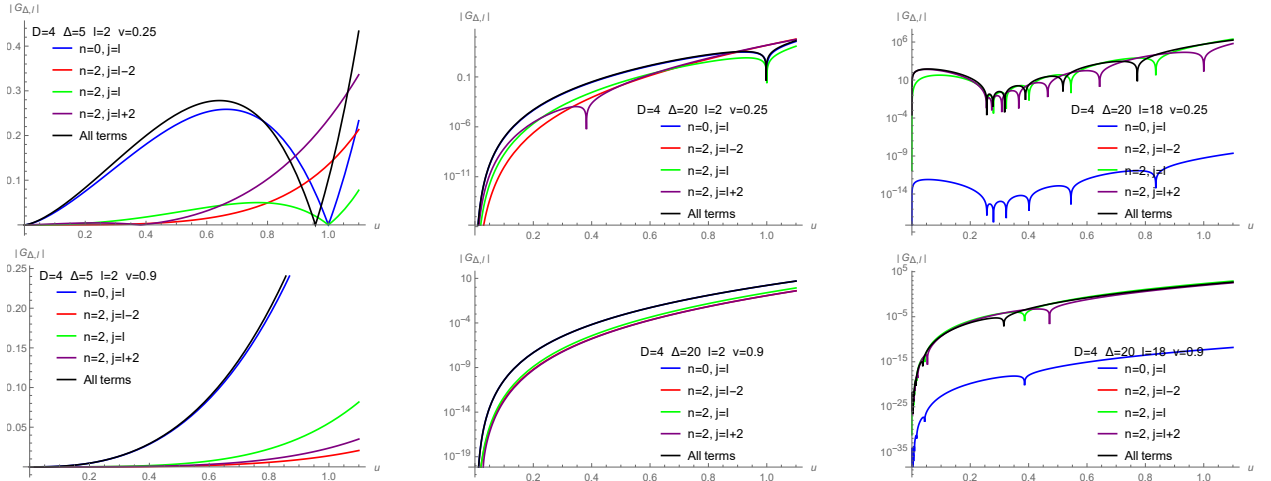 | G_{Δ,l} |
D=4 Δ=5 l=2 v=0.25
n=0, j=l
n=2, j=l−2
n=2, j=l
n=2, j=l+2
All terms
0.4
0.3
0.2
0.1
0.2 0.4 0.6 0.8 1.0 u
| G_{Δ,l} |
0.1
10^{−6}
10^{−11}
D=4 Δ=20 l=2 v=0.25
n=0, j=l
n=2, j=l−2
n=2, j=l
n=2, j=l+2
All terms
0.2 0.4 0.6 0.8 1.0 u
| G_{Δ,l} |
10^{6}
10
10^{−4}
10^{−9}
10^{−14}
D=4 Δ=20 l=18 v=0.25
n=0, j=l
n=2, j=l−2
n=2, j=l
n=2, j=l+2
All terms
0.2 0.4 0.6 0.8 1.0 u
| G_{Δ,l} |
D=4 Δ=5 l=2 v=0.9
n=0, j=l
n=2, j=l−2
n=2, j=l
n=2, j=l+2
All terms
0.25
0.20
0.15
0.10
0.05
0.2 0.4 0.6 0.8 1.0 u
| G_{Δ,l} |
10
10^{−4}
10^{−9}
10^{−14}
10^{−19}
D=4 Δ=20 l=2 v=0.9
n=0, j=l
n=2, j=l−2
n=2, j=l
n=2, j=l+2
All terms
0.2 0.4 0.6 0.8 1.0 u
| G_{Δ,l} |
10^{5}
10^{−5}
10^{−15}
10^{−25}
10^{−35}
D=4 Δ=20 l=18 v=0.9
n=0, j=l
n=2, j=l−2
n=2, j=l
n=2, j=l+2
All terms
0.2 0.4 0.6 0.8 1.0 u